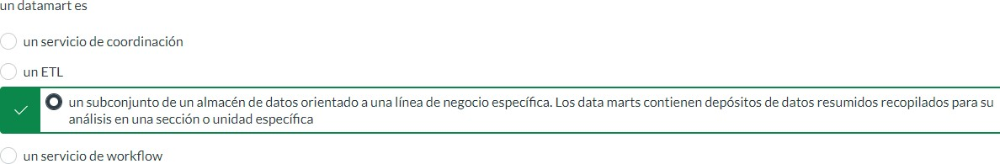 un datamart es
un servicio de coordinación
un ETL
un subconjunto de un almacén de datos orientado a una línea de negocio específica. Los data marts contienen depósitos de datos resumidos recopilados para su
análisis en una sección o unidad específica
un servicio de workflow